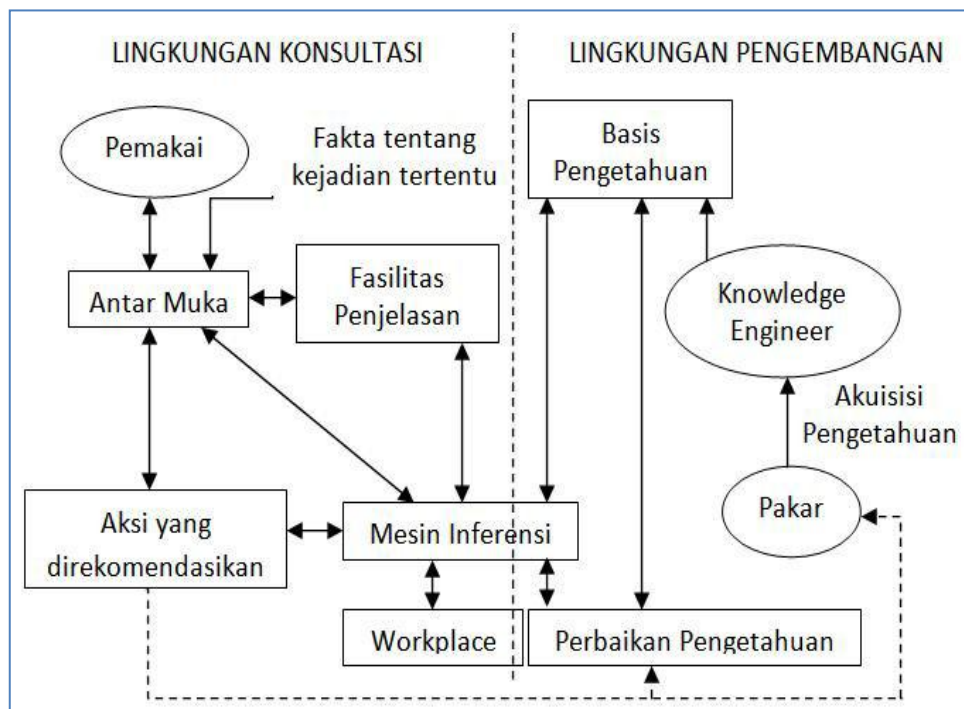 LINGKUNGAN KONSULTASI
LINGKUNGAN PENGEMBANGAN
Pemakai
Fakta tentang
kejadian tertentu
Basis
Pengetahuan
Antar Muka
Fasilitas
Penjelasan
Knowledge
Engineer
Akuisisi
Pengetahuan
Aksi yang
direkomendasikan
Mesin Inferensi
Pakar
Workplace
Perbaikan Pengetahuan